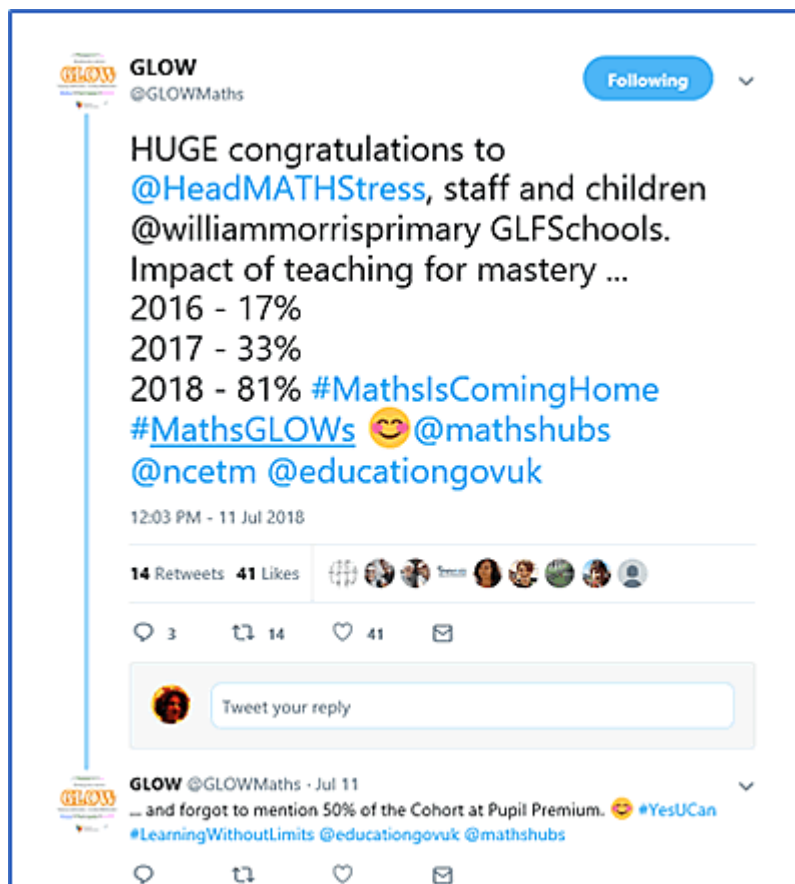 GLOW
@GLOWMaths
Following
HUGE congratulations to
@HeadMATHStress, staff and children
@williammorrisprimary GLFSchools.
Impact of teaching for mastery ...
2016 - 17%
2017 - 33%
2018 - 81% #MathsIsComingHome
#MathsGLOWs 😊@mathshubs
@ncetm @educationgovuk
12:03 PM - 11 Jul 2018
14 Retweets 41 Likes
3 14 41
Tweet your reply
GLOW
GLOW @GLOWMaths · Jul 11
... and forgot to mention 50% of the Cohort at Pupil Premium. 😊 #YesUCan
#LearningWithoutLimits @educationgovuk @mathshubs